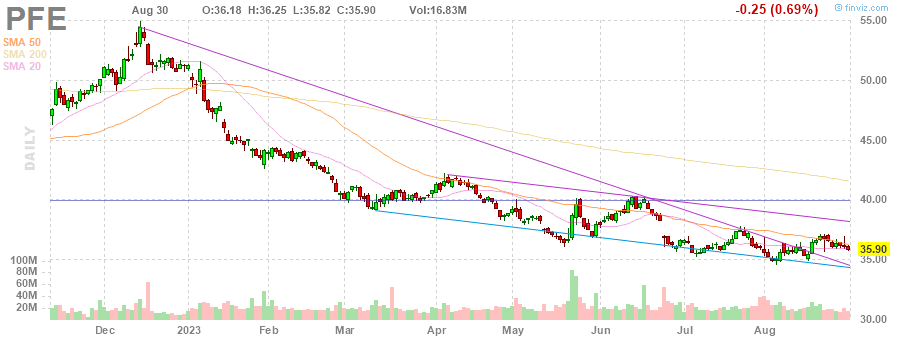 PFE Aug 30 O:36.18 H:36.25 L:35.82 C:35.90 Vol:16.83M -0.25 (0.69%) © finviz.com
SMA 50
SMA 200
SMA 20
DAILY
55.00
50.00
45.00
40.00
35.90
35.00
30.00
100M
80M
60M
40M
20M
Dec 2023 Feb Mar Apr May Jun Jul Aug